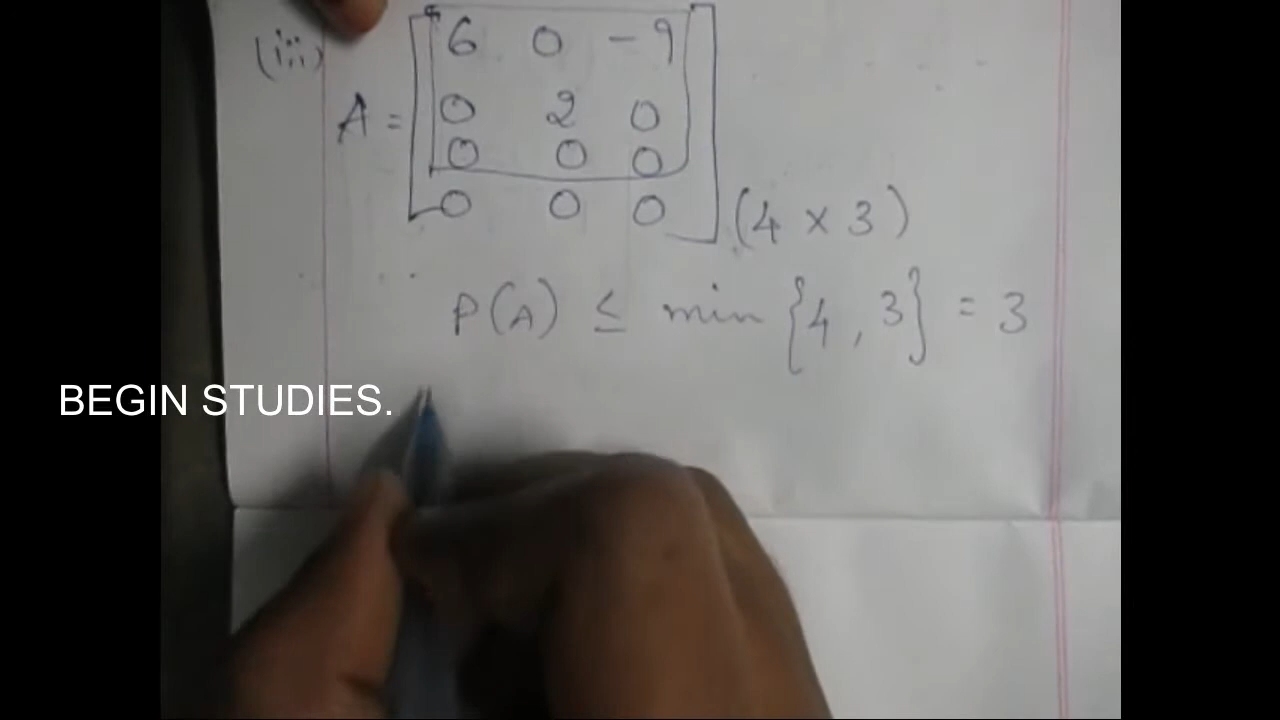 (iii)
6 0 -9
A = 0 2 0
0 0 0
0 0 0 (4 x 3)
P(A) ≤ min {4, 3} = 3
BEGIN STUDIES.